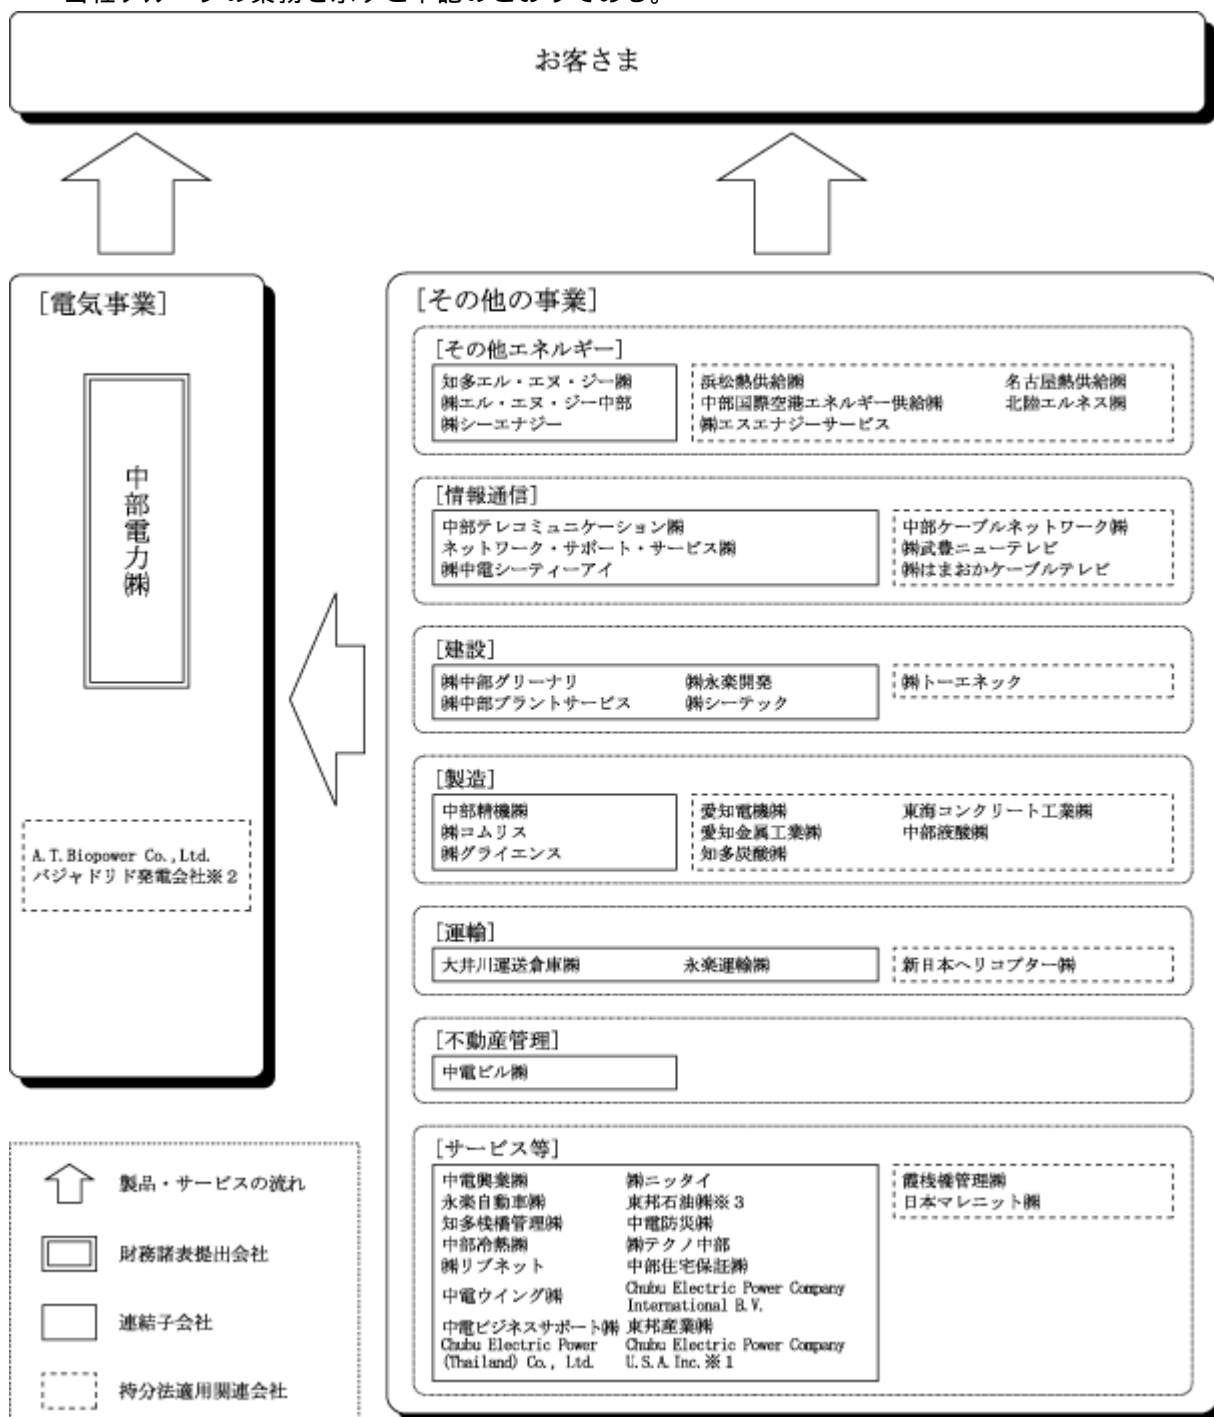 当社グループの業務を示すと下記のとおりである。
お客さま
[電気事業]
中部電力㈱
A.T.Biopower Co.,Ltd.
バジャドリド発電会社※2
[その他の事業]
[その他エネルギー]
知多エル・エヌ・ジー㈱
㈱エル・エヌ・ジー中部
㈱シーエナジー
浜松熱供給㈱ 名古屋熱供給㈱
中部国際空港エネルギー供給㈱ 北陸エルネス㈱
㈱エスエナジーサービス
[情報通信]
中部テレコミュニケーション㈱
ネットワーク・サポート・サービス㈱
㈱中電シーティーアイ
中部ケーブルネットワーク㈱
㈱武豊ニューテレビ
㈱はまおかケーブルテレビ
[建設]
㈱中部グリーナリ ㈱永楽開発
㈱中部プラントサービス ㈱シーテック
㈱トーエネック
[製造]
中部精機㈱
㈱コムリス
㈱グライエンス
愛知電機㈱ 東海コンクリート工業㈱
愛知金属工業㈱ 中部液酸㈱
知多炭酸㈱
[運輸]
大井川運送倉庫㈱ 永楽運輸㈱
新日本ヘリコプター㈱
[不動産管理]
中電ビル㈱
[サービス等]
中電興業㈱ ㈱ニッタイ
永楽自動車㈱ 東邦石油㈱※3
知多桟橋管理㈱ 中電防災㈱
中部冷熱㈱ ㈱テクノ中部
㈱リブネット 中部住宅保証㈱
中電ウイング㈱ Chubu Electric Power Company International B.V.
中電ビジネスサポート㈱ 東邦産業㈱
Chubu Electric Power (Thailand) Co., Ltd. Chubu Electric Power Company U.S.A. Inc.※1
霞桟橋管理㈱
日本マレニット㈱
製品・サービスの流れ
財務諸表提出会社
連結子会社
持分法適用関連会社